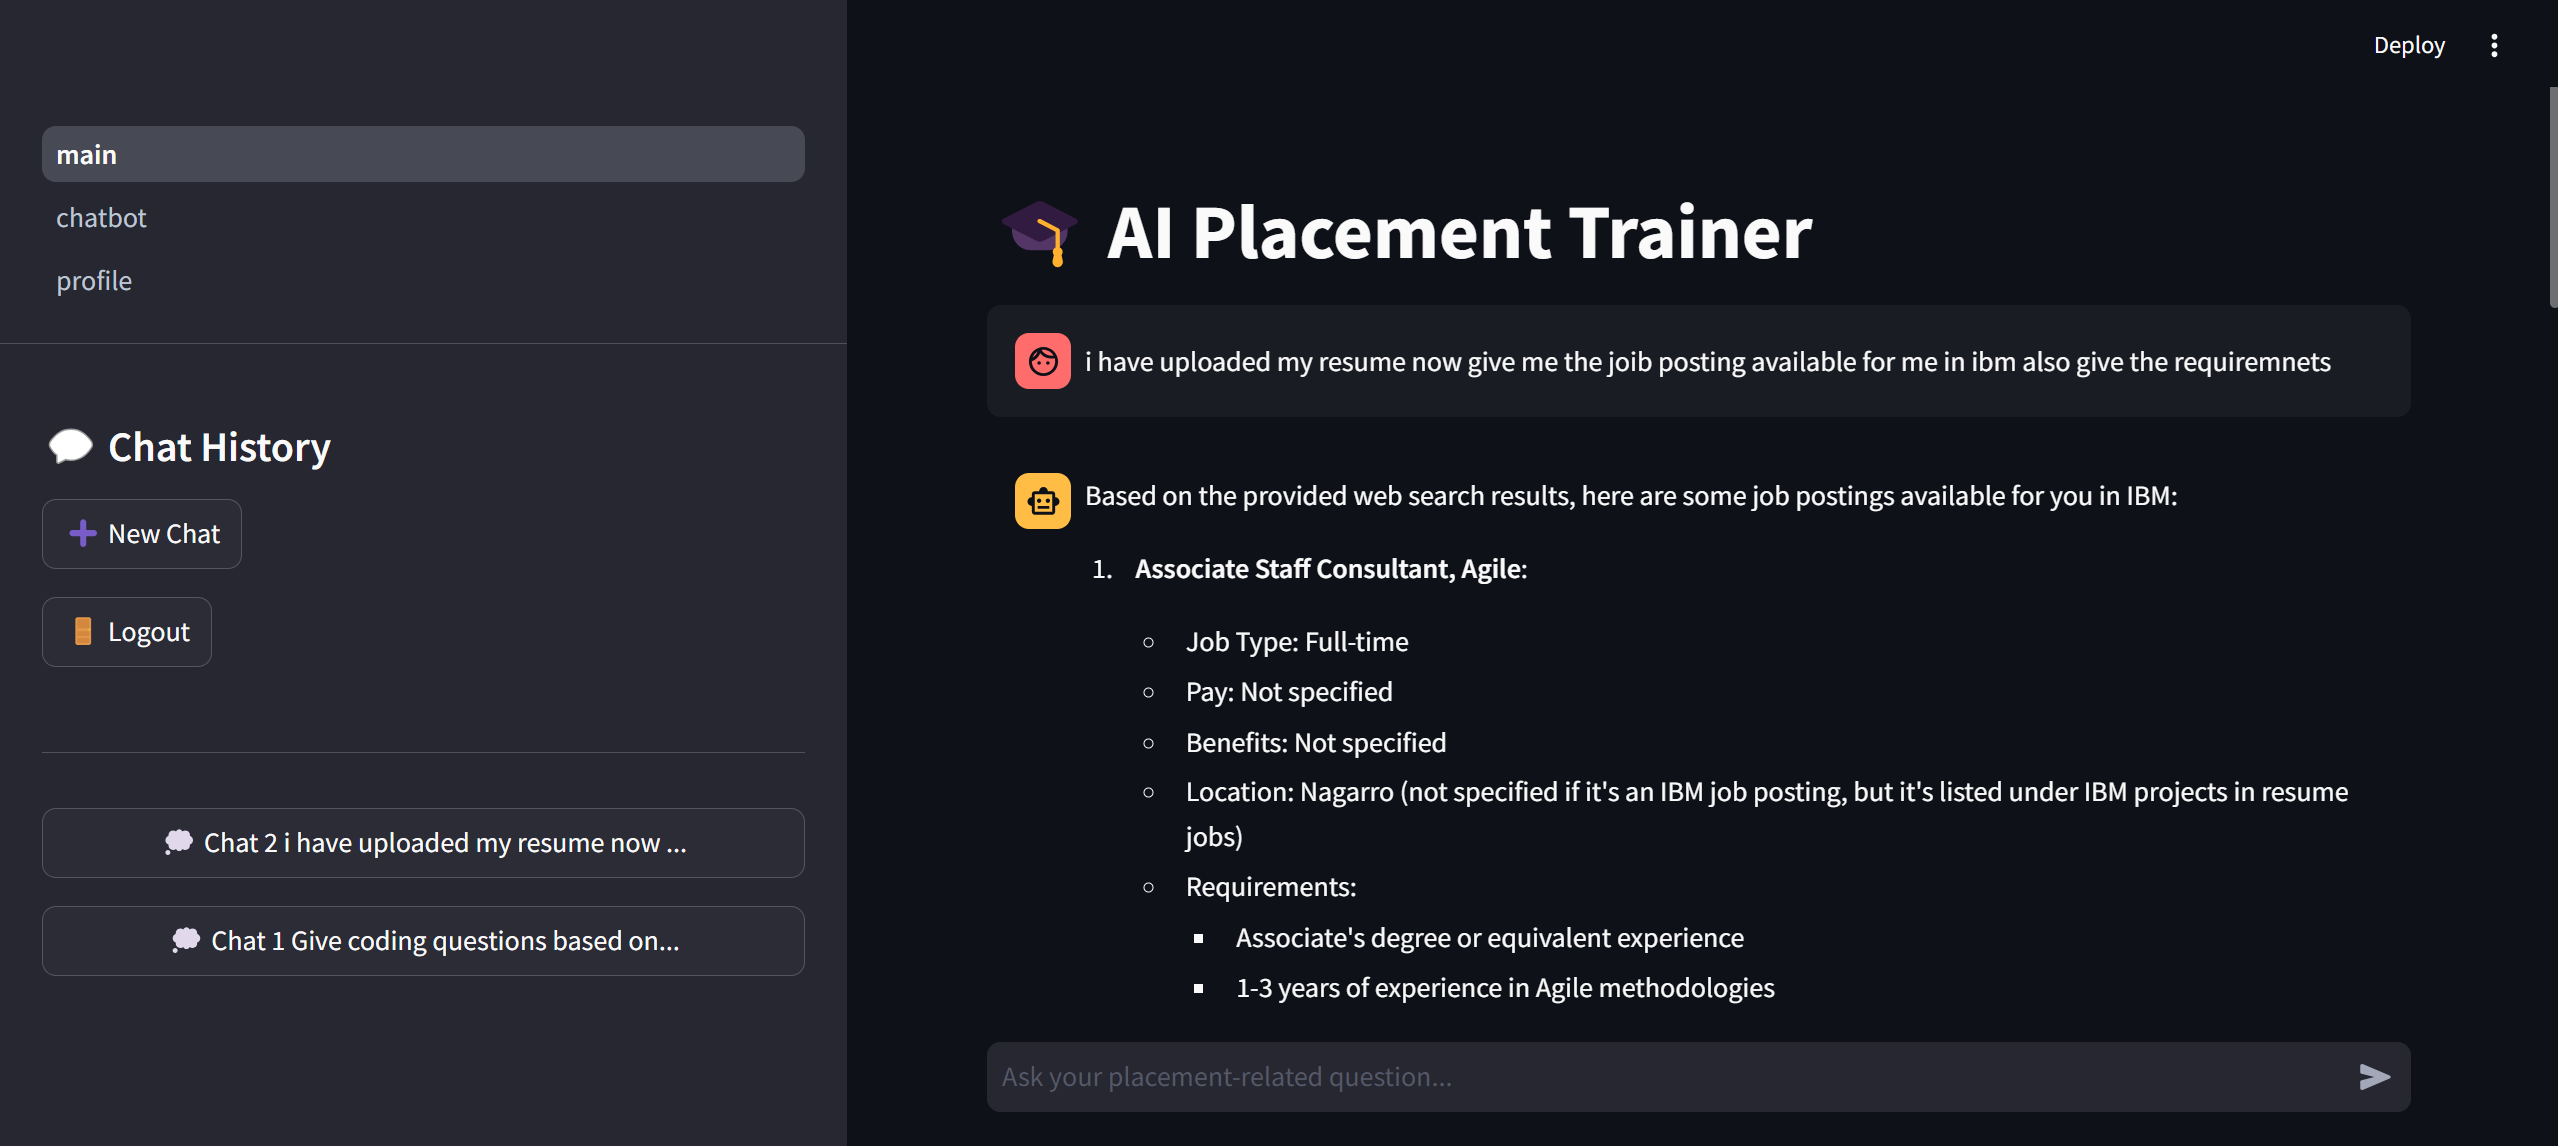 Deploy
main
chatbot
profile
Chat History
New Chat
Logout
Chat 2 i have uploaded my resume now ...
Chat 1 Give coding questions based on...
AI Placement Trainer
i have uploaded my resume now give me the joib posting available for me in ibm also give the requiremnets
Based on the provided web search results, here are some job postings available for you in IBM:
1. Associate Staff Consultant, Agile:
Job Type: Full-time
Pay: Not specified
Benefits: Not specified
Location: Nagarro (not specified if it's an IBM job posting, but it's listed under IBM projects in resume
jobs)
Requirements:
Associate's degree or equivalent experience
1-3 years of experience in Agile methodologies
Ask your placement-related question...